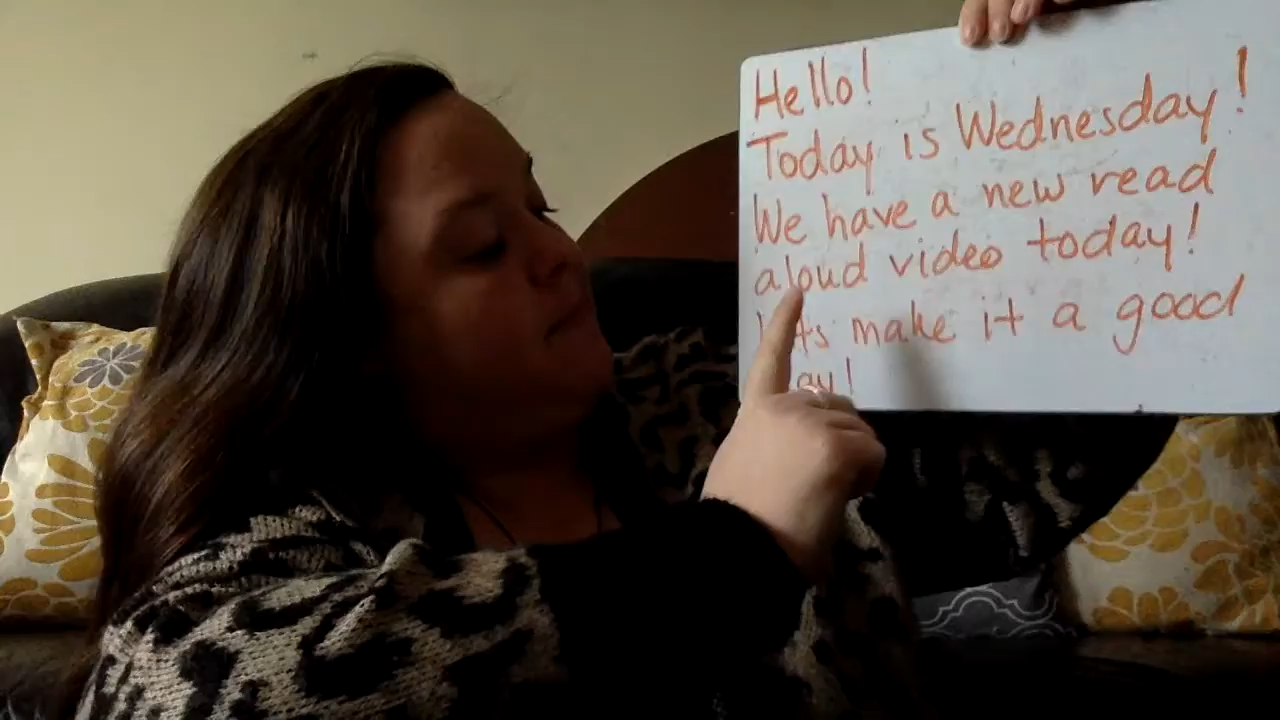 Hello!
Today is Wednesday!
We have a new read
aloud video today!
make it a good